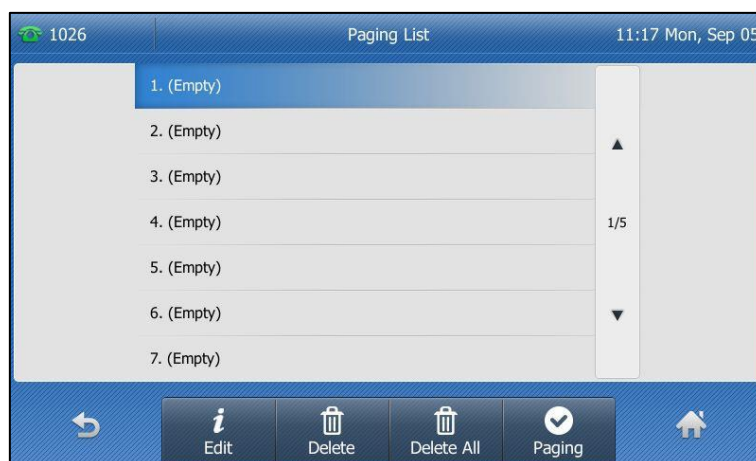 1026 Paging List 11:17 Mon, Sep 05
1. (Empty)
2. (Empty)
3. (Empty)
4. (Empty)
1/5
5. (Empty)
6. (Empty)
7. (Empty)
Edit Delete Delete All Paging